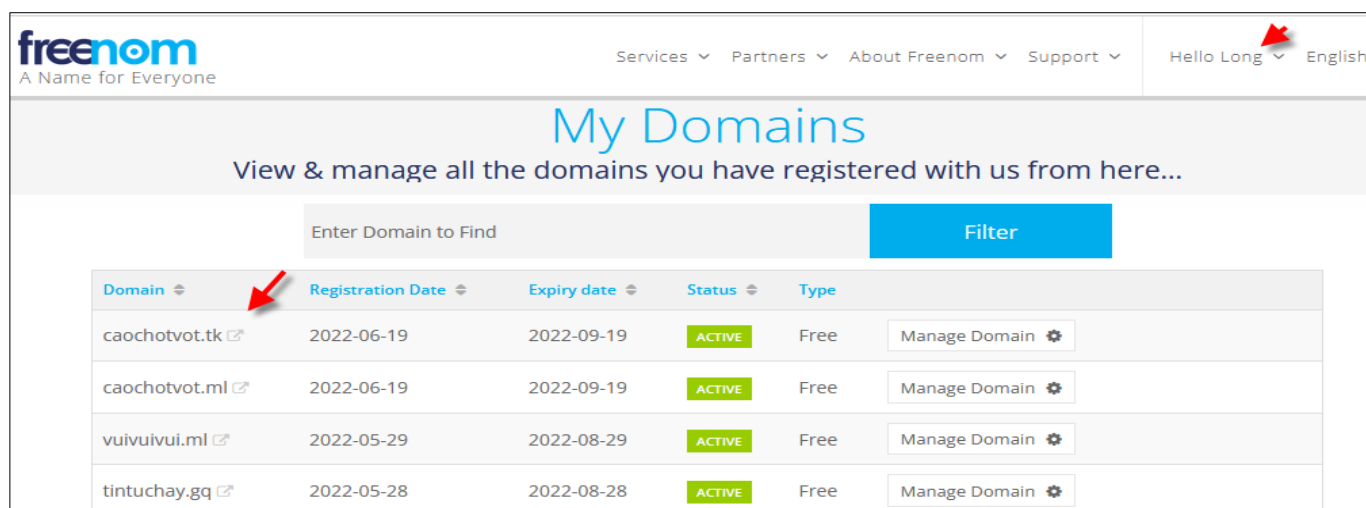 freenom
A Name for Everyone
Services Partners About Freenom Support Hello Long English
My Domains
View & manage all the domains you have registered with us from here...
Enter Domain to Find Filter
Domain Registration Date Expiry date Status Type
caochotvot.tk 2022-06-19 2022-09-19 ACTIVE Free Manage Domain
caochotvot.ml 2022-06-19 2022-09-19 ACTIVE Free Manage Domain
vuivuivui.ml 2022-05-29 2022-08-29 ACTIVE Free Manage Domain
tintuchay.gq 2022-05-28 2022-08-28 ACTIVE Free Manage Domain